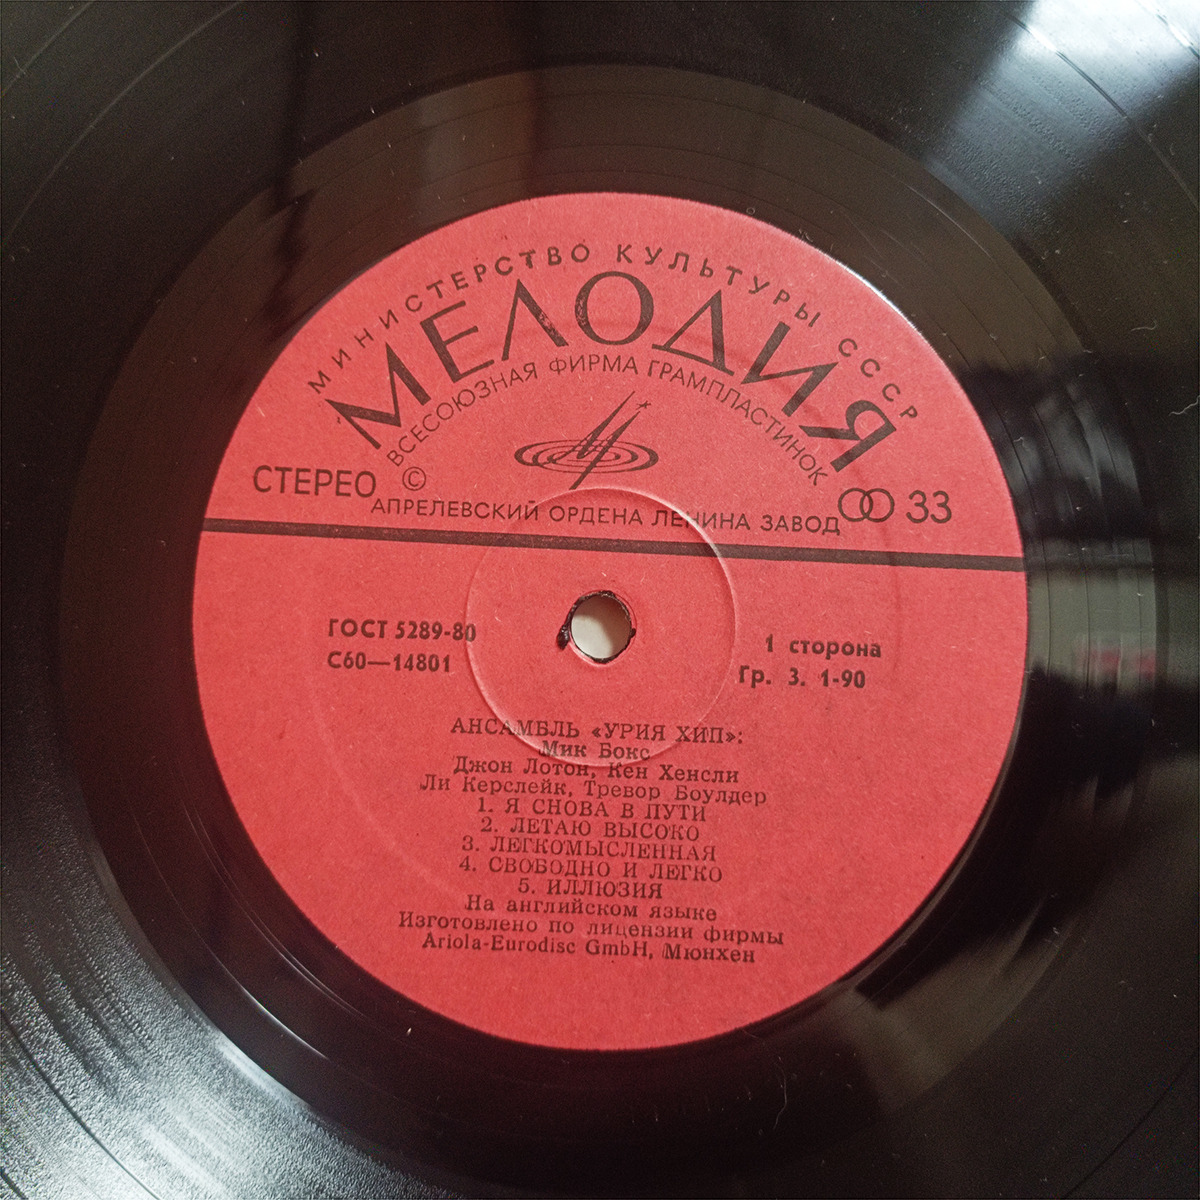 МИНИСТЕРСТВО КУЛЬТУРЫ СССР
МЕЛОДИЯ
ВСЕСОЮЗНАЯ ФИРМА ГРАМПЛАСТИНОК
СТЕРЕО ©
33
АПРЕЛЕВСКИЙ ОРДЕНА ЛЕНИНА ЗАВОД
ГОСТ 5289-80
С60—14801
1 сторона
Гр. 3. 1-90
АНСАМБЛЬ «УРИЯ ХИП»:
Мик Бокс
Джон Лотон, Кен Хенсли
Ли Керслейк, Тревор Боулдер
1. Я СНОВА В ПУТИ
2. ЛЕТАЮ ВЫСОКО
3. ЛЕГКОМЫСЛЕННАЯ
4. СВОБОДНО И ЛЕГКО
5. ИЛЛЮЗИЯ
На английском языке
Изготовлено по лицензии фирмы
Ariola-Eurodisc GmbH, Мюнхен